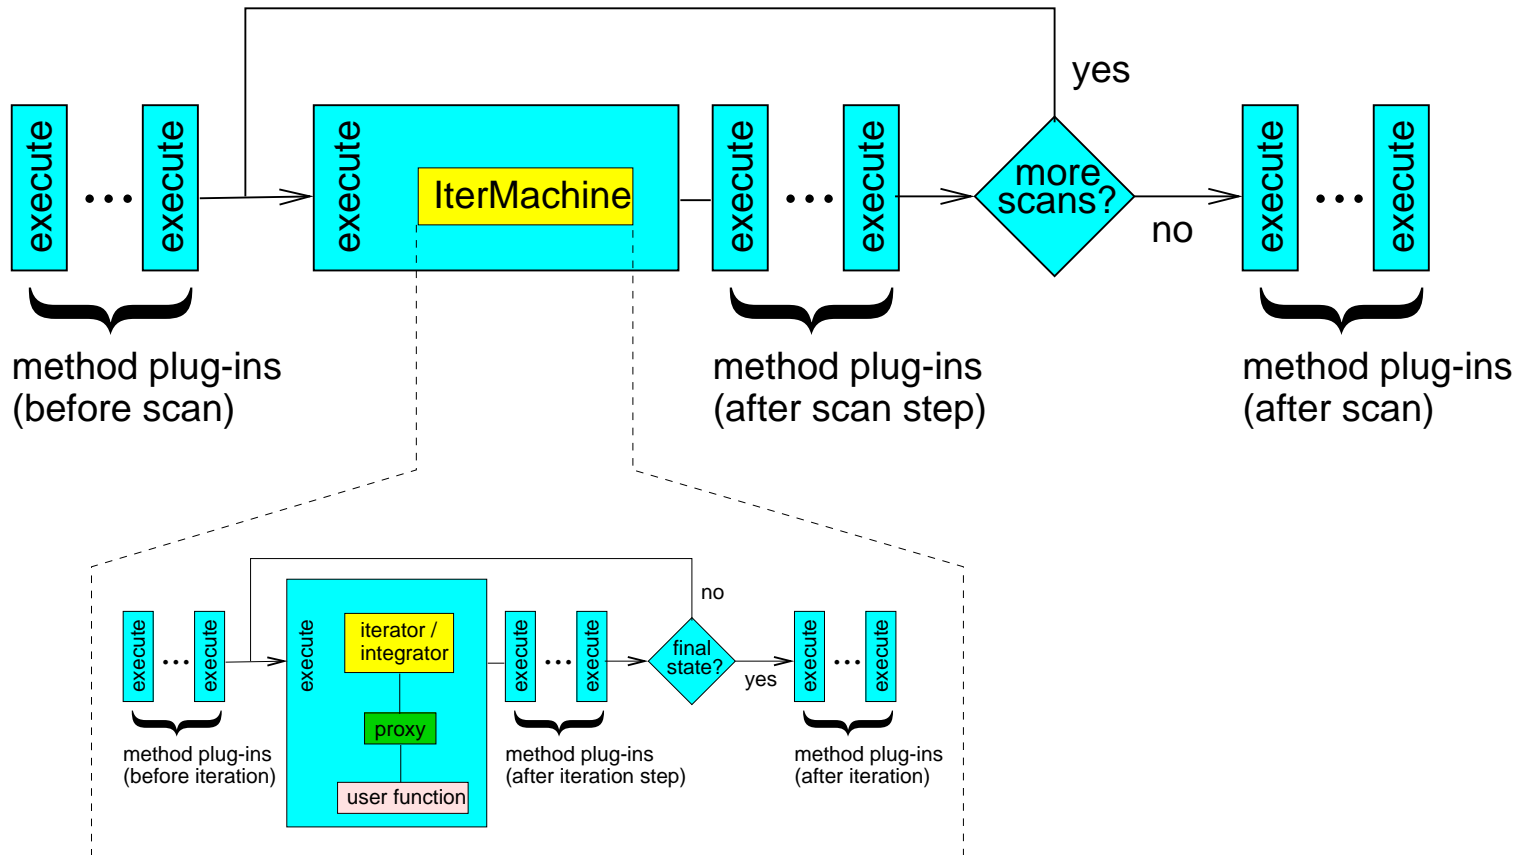 yes
execute
execute
execute
IterMachine
execute
execute
more
scans?
no
execute
execute
method plug-ins
(before scan)
method plug-ins
(after scan step)
method plug-ins
(after scan)
no
execute
execute
execute
iterator /
integrator
execute
execute
final
state?
yes
execute
execute
proxy
user function
method plug-ins
(before iteration)
method plug-ins
(after iteration step)
method plug-ins
(after iteration)